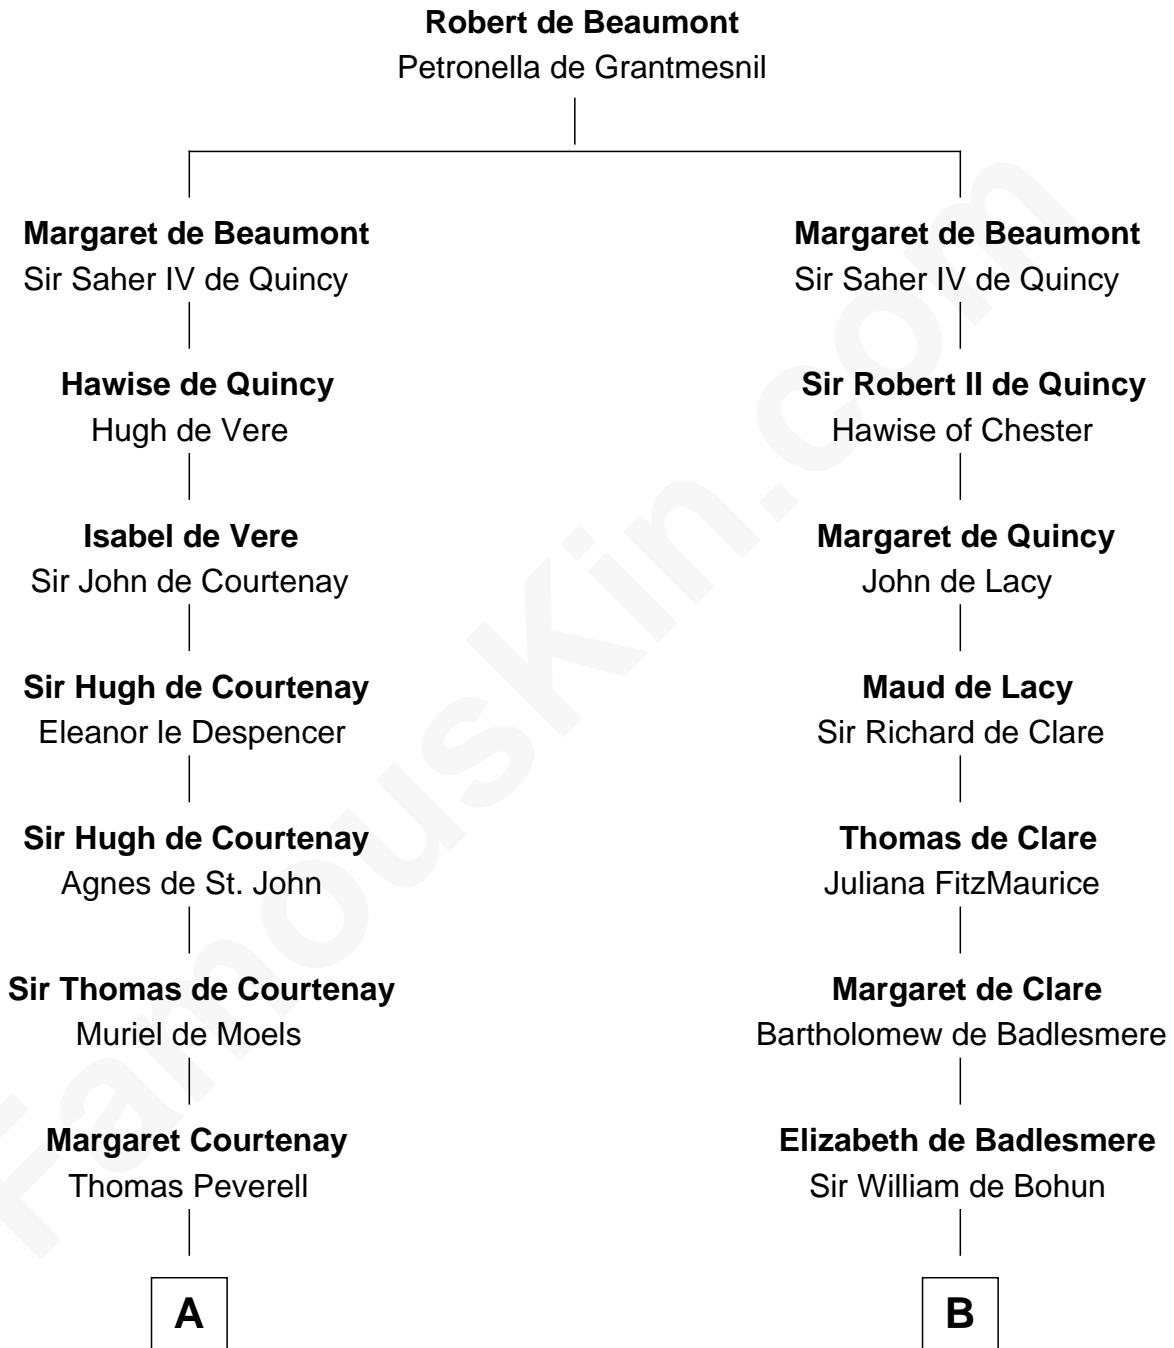 Robert de Beaumont
Petronella de Grantmesnil
Margaret de Beaumont
Sir Saher IV de Quincy
Hawise de Quincy
Hugh de Vere
Isabel de Vere
Sir John de Courtenay
Sir Hugh de Courtenay
Eleanor le Despencer
Sir Hugh de Courtenay
Agnes de St. John
Sir Thomas de Courtenay
Muriel de Moels
Margaret Courtenay
Thomas Peverell
A
Margaret de Beaumont
Sir Saher IV de Quincy
Sir Robert II de Quincy
Hawise of Chester
Margaret de Quincy
John de Lacy
Maud de Lacy
Sir Richard de Clare
Thomas de Clare
Juliana FitzMaurice
Margaret de Clare
Bartholomew de Badlesmere
Elizabeth de Badlesmere
Sir William de Bohun
B
FamousKin.com